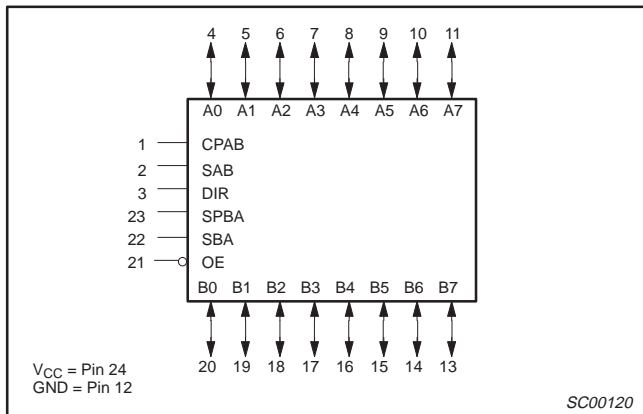 4 5 6 7 8 9 10 11
A0 A1 A2 A3 A4 A5 A6 A7
1 CPAB
2 SAB
3 DIR
23 SPBA
22 SBA
21 OE
B0 B1 B2 B3 B4 B5 B6 B7
20 19 18 17 16 15 14 13
VCC = Pin 24
GND = Pin 12
SC00120